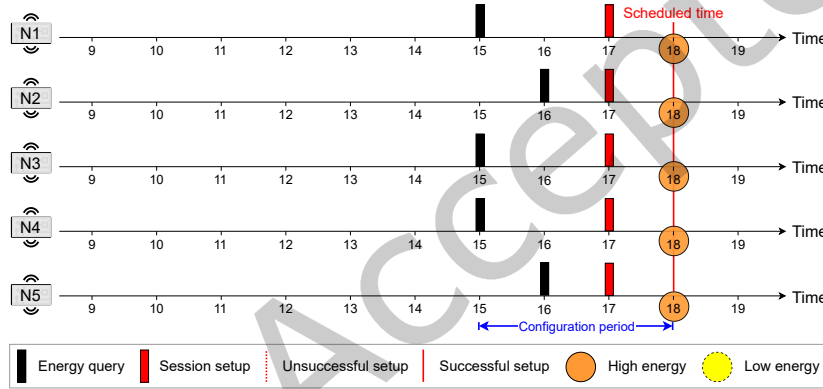 Scheduled time
N1
9 10 11 12 13 14 15 16 17 18 19 Time
N2
9 10 11 12 13 14 15 16 17 18 19 Time
N3
9 10 11 12 13 14 15 16 17 18 19 Time
N4
9 10 11 12 13 14 15 16 17 18 19 Time
N5
9 10 11 12 13 14 15 16 17 18 19 Time
Configuration period
Energy query Session setup Unsuccessful setup Successful setup High energy Low energy
Accepte